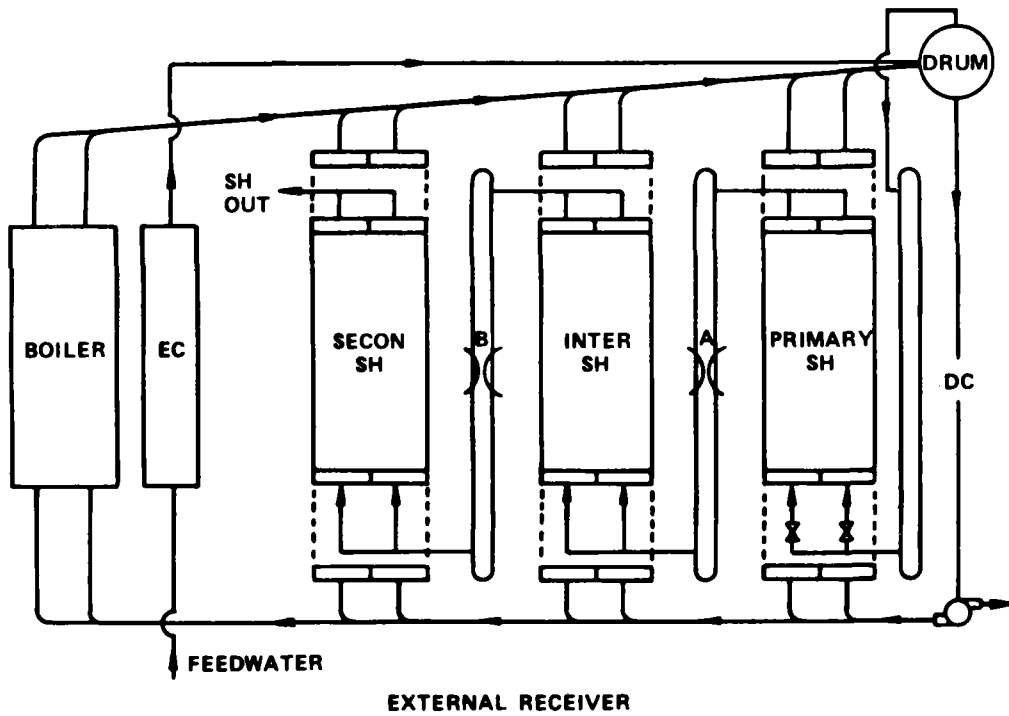 DRUM
SH
OUT
BOILER
EC
SECON
SH
B
INTER
SH
A
PRIMARY
SH
DC
FEEDWATER
EXTERNAL RECEIVER